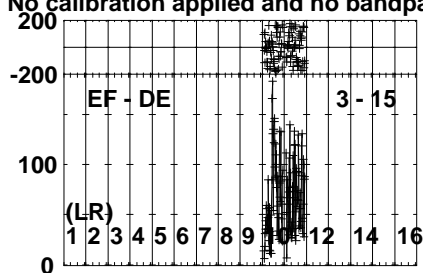 No calibration applied and no bandpa
200
-200
EF - DE 3 - 15
100
(LR)
1 2 3 4 5 6 7 8 9 10 12 14 16
0